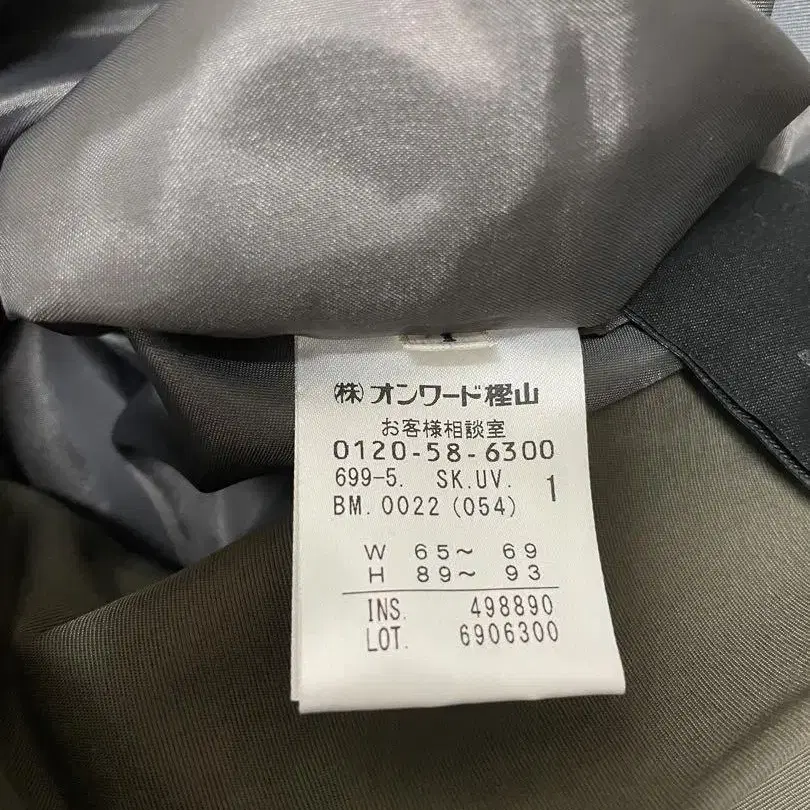 1
㈱オンワード樫山
お客様相談室
0120-58-6300
699-5. SK.UV. 1
BM.0022(054)
W 65~69
H 89~93
INS. 498890
LOT. 6906300